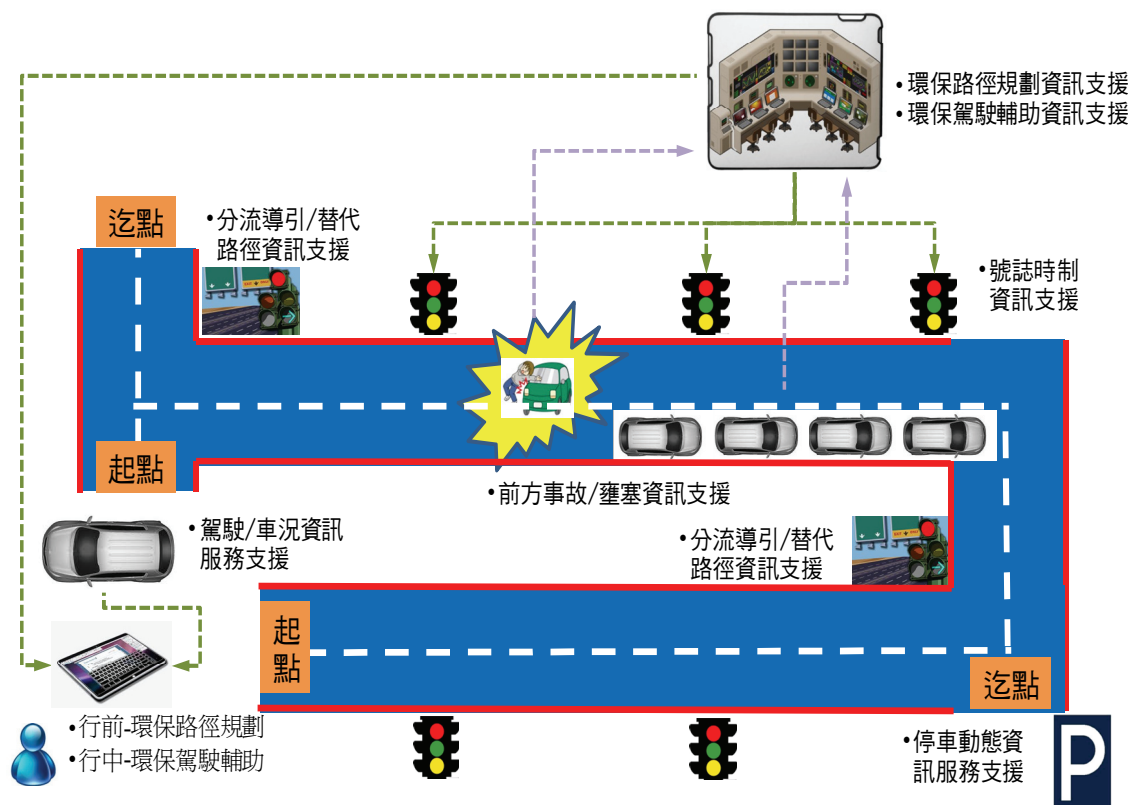 •環保路徑規劃資訊支援
•環保駕駛輔助資訊支援
迄點
•分流導引/替代
路徑資訊支援
•號誌時制
資訊支援
起點
•前方事故/壅塞資訊支援
•駕駛/車況資訊
服務支援
•分流導引/替代
路徑資訊支援
起
點
迄點
•行前-環保路徑規劃
•行中-環保駕駛輔助
•停車動態資
訊服務支援
P